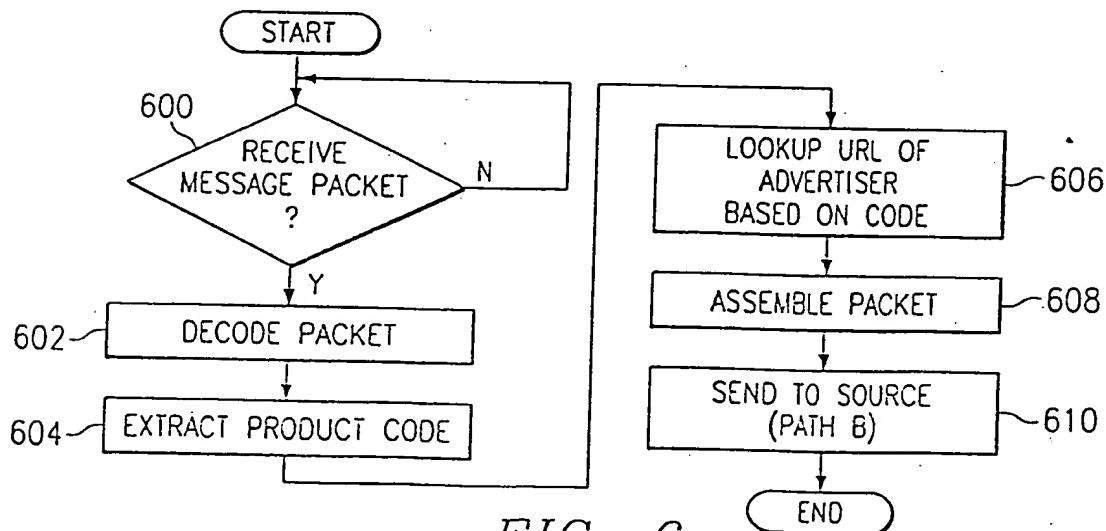 START
600
RECEIVE
MESSAGE PACKET
?
N
Y
602
DECODE PACKET
604
EXTRACT PRODUCT CODE
LOOKUP URL OF
ADVERTISER
BASED ON CODE
606
ASSEMBLE PACKET
608
SEND TO SOURCE
(PATH B)
610
END